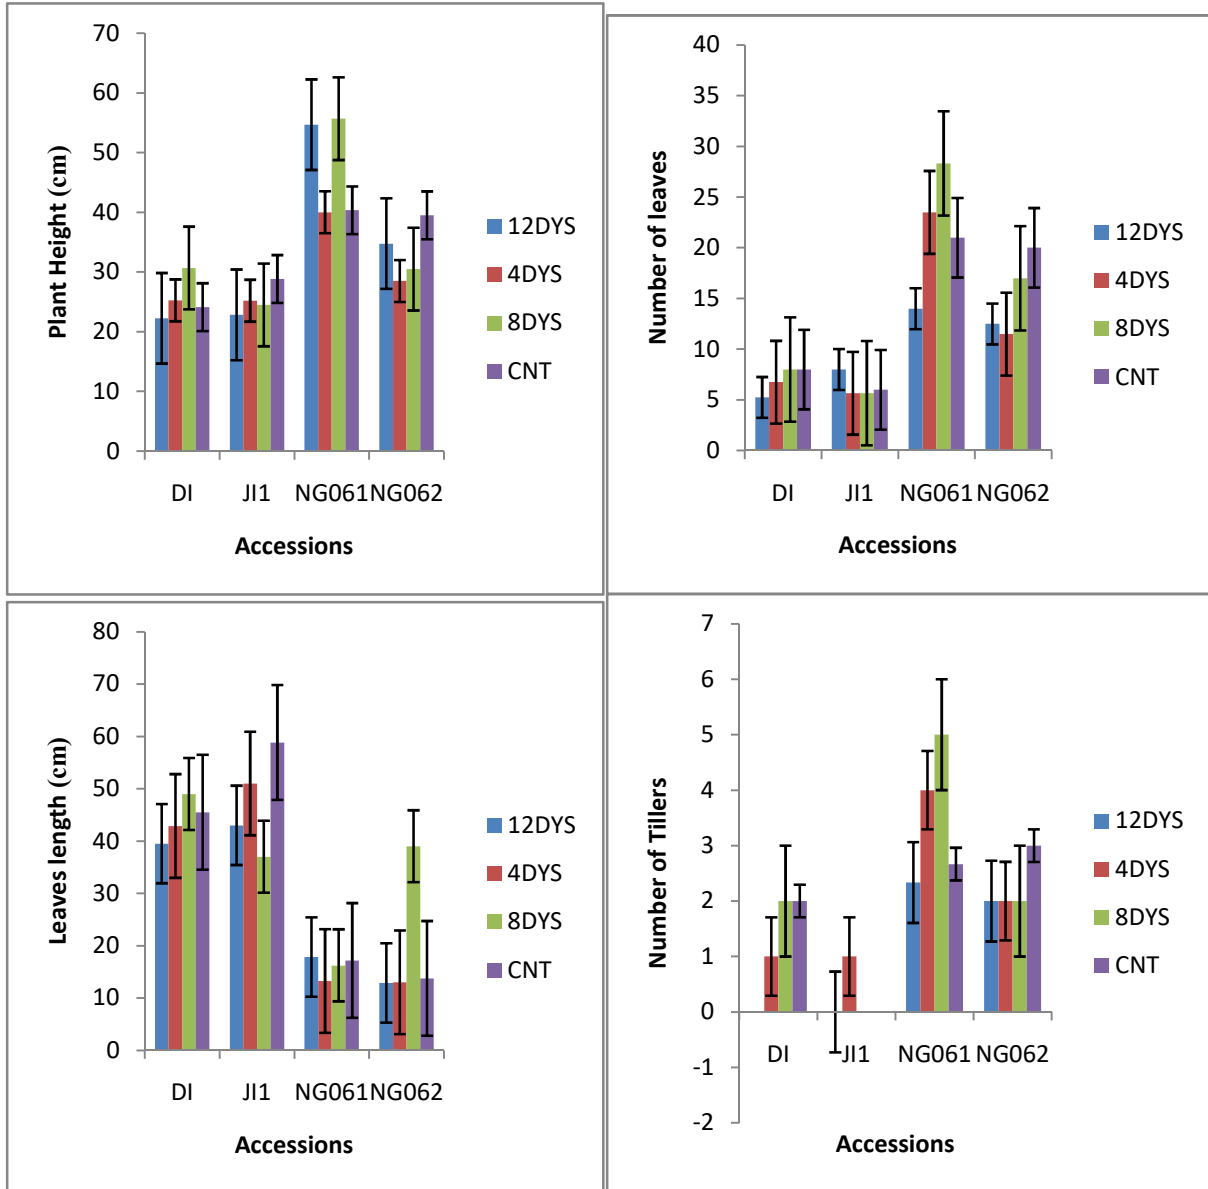 Plant Height (cm)
70
60
50
40
30
20
10
0
DI JI1 NG061 NG062
Accessions
12DYS
4DYS
8DYS
CNT
Number of leaves
40
35
30
25
20
15
10
5
0
DI JI1 NG061 NG062
Accessions
12DYS
4DYS
8DYS
CNT
Leaves length (cm)
80
70
60
50
40
30
20
10
0
DI JI1 NG061 NG062
Accessions
12DYS
4DYS
8DYS
CNT
Number of Tillers
7
6
5
4
3
2
1
0
-1
-2
DI JI1 NG061 NG062
Accessions
12DYS
4DYS
8DYS
CNT